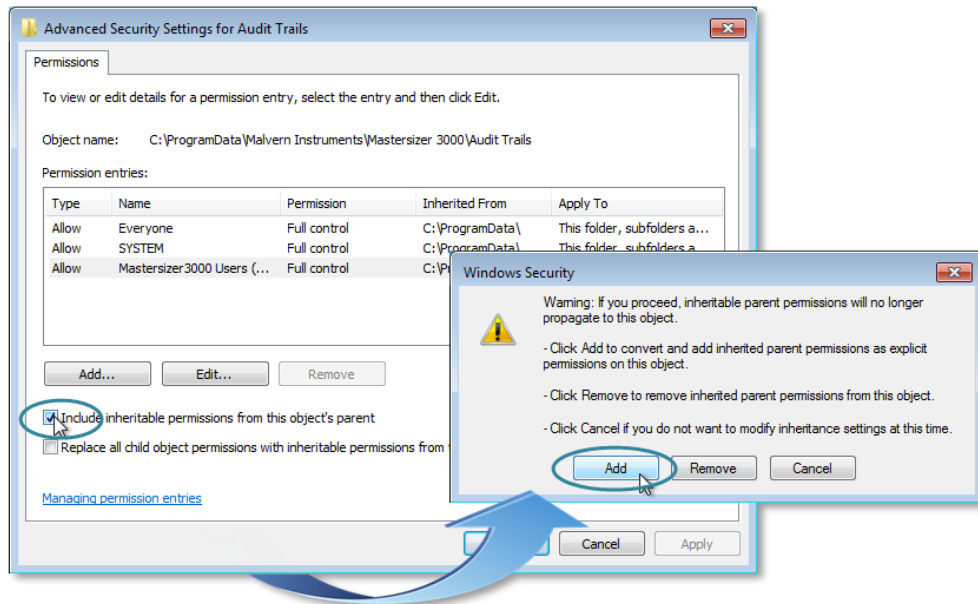 Advanced Security Settings for Audit Trails
Permissions
To view or edit details for a permission entry, select the entry and then click Edit.
Object name: C:\ProgramData\Malvern Instruments\Mastersizer 3000\Audit Trails
Permission entries:
Type Name Permission Inherited From Apply To
Allow Everyone Full control C:\ProgramData\ This folder, subfolders a...
Allow SYSTEM Full control C:\ProgramData\ This folder, subfolders a
Allow Mastersizer3000 Users (... Full control
Add... Edit... Remove
Include inheritable permissions from this object's parent
Replace all child object permissions with inheritable permissions from
Managing permission entries
Cancel Apply
Windows Security
Warning: If you proceed, inheritable parent permissions will no longer
propagate to this object.
- Click Add to convert and add inherited parent permissions as explicit
permissions on this object.
- Click Remove to remove inherited parent permissions from this object.
- Click Cancel if you do not want to modify inheritance settings at this time.
Add Remove Cancel